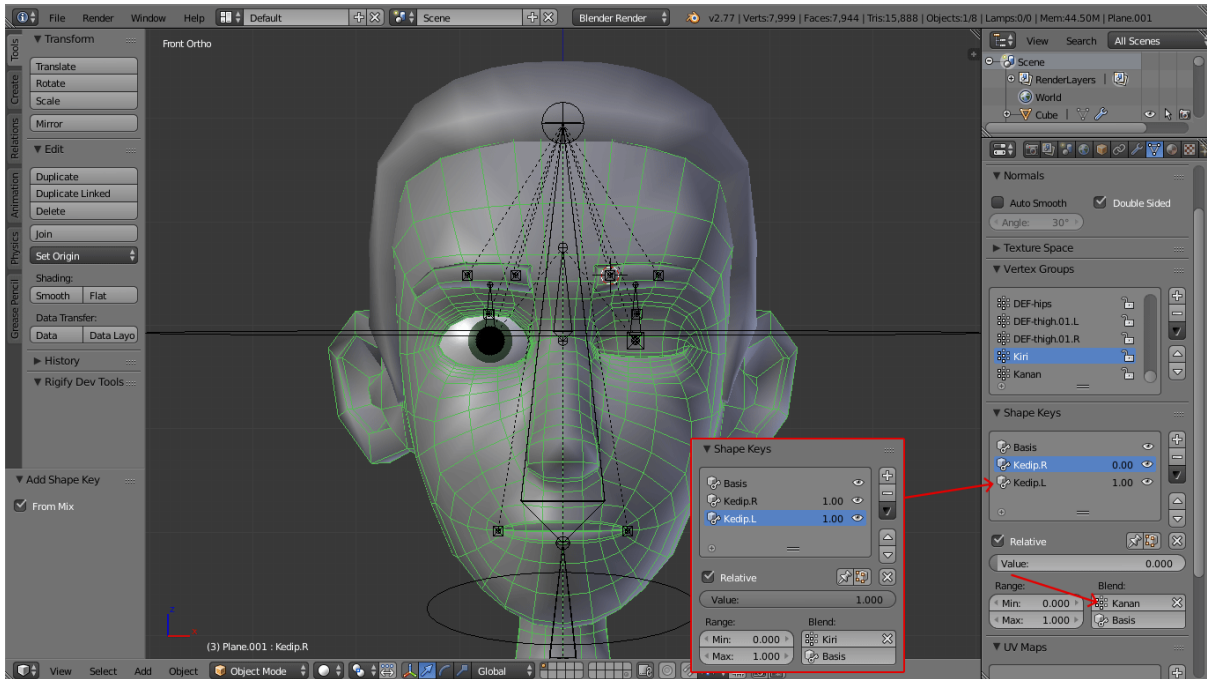 File Render Window Help Default Scene Blender Render v2.77 | Verts:7,999 | Faces:7,944 | Tris:15,888 | Objects:1/8 | Lamps:0/0 | Mem:44.50M | Plane.001
Tools
Create
Relations
Animation
Physics
Grease Pencil
Transform
Translate
Rotate
Scale
Mirror
Edit
Duplicate
Duplicate Linked
Delete
Join
Set Origin
Shading:
Smooth Flat
Data Transfer:
Data Data Layo
History
Rigify Dev Tools
Add Shape Key
From Mix
Front Ortho
z
x
(3) Plane.001 : Kedip.R
View Select Add Object Object Mode Global
Shape Keys
Basis
Kedip.R 1.00
Kedip.L 1.00
Relative
Value: 1.000
Range: Blend:
Min: 0.000 Kiri
Max: 1.000 Basis
View Search All Scenes
Scene
RenderLayers |
World
Cube |
Normals
Auto Smooth Double Sided
Angle: 30°
Texture Space
Vertex Groups
DEF-hips
DEF-thigh.01.L
DEF-thigh.01.R
Kiri
Kanan
Shape Keys
Basis
Kedip.R 0.00
Kedip.L 1.00
Relative
Value: 0.000
Range: Blend:
Min: 0.000 Kanan
Max: 1.000 Basis
UV Maps